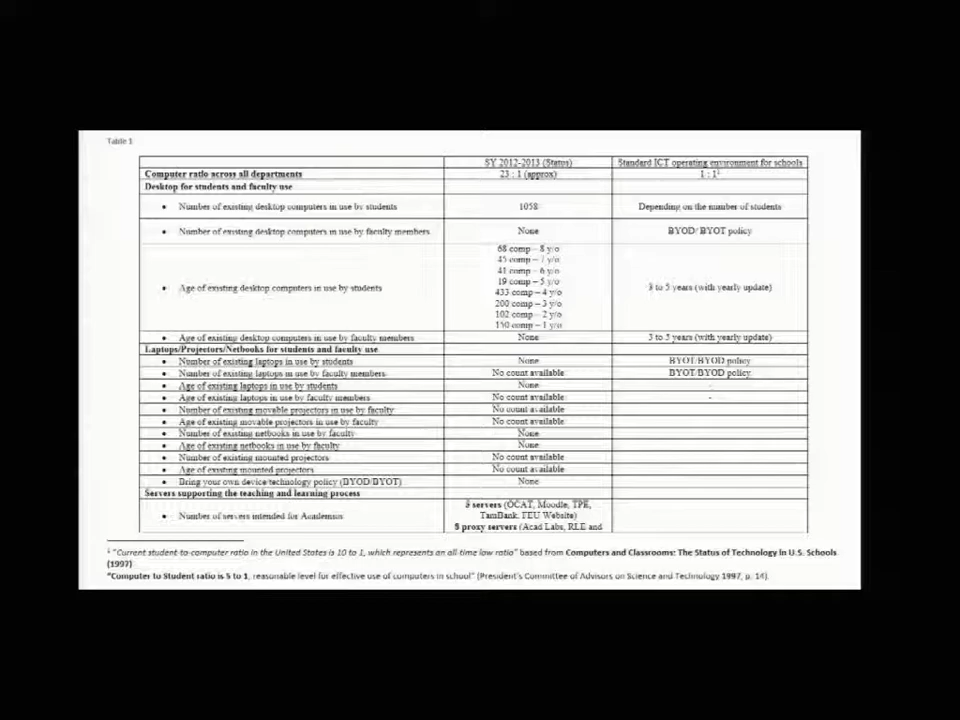 Table 1
SY 2012-2013 (Status) Standard ICT operating environment for schools
Computer ratio across all departments 23 : 1 (approx) 1 : 1¹
Desktop for students and faculty use
• Number of existing desktop computers in use by students 1058 Depending on the number of students
• Number of existing desktop computers in use by faculty members None BYOD/ BYOT policy
68 comp – 8 y/o
45 comp – 7 y/o
41 comp – 6 y/o
19 comp – 5 y/o
• Age of existing desktop computers in use by students 3 to 5 years (with yearly update)
433 comp – 4 y/o
200 comp – 3 y/o
102 comp – 2 y/o
150 comp – 1 y/o
• Age of existing desktop computers in use by faculty members None 3 to 5 years (with yearly update)
Laptops/Projectors/Netbooks for students and faculty use
• Number of existing laptops in use by students None BYOT/BYOD policy
• Number of existing laptops in use by faculty members No count available BYOT/BYOD policy
• Age of existing laptops in use by students None -
• Age of existing laptops in use by faculty members No count available -
• Number of existing movable projectors in use by faculty No count available
• Age of existing movable projectors in use by faculty No count available
• Number of existing netbooks in use by faculty None
• Age of existing netbooks in use by faculty None
• Number of existing mounted projectors No count available
• Age of existing mounted projectors No count available
• Bring your own device/technology policy (BYOD/BYOT) None
Servers supporting the teaching and learning process
5 servers (OCAT, Moodle, TPE,
• Number of servers intended for Academics TamBank, FEU Website)
8 proxy servers (Acad Labs, RLE and
¹ "Current student-to-computer ratio in the United States is 10 to 1, which represents an all-time low ratio" based from Computers and Classrooms: The Status of Technology in U.S. Schools
(1997)
"Computer to Student ratio is 5 to 1, reasonable level for effective use of computers in school" (President's Committee of Advisors on Science and Technology 1997, p. 14).